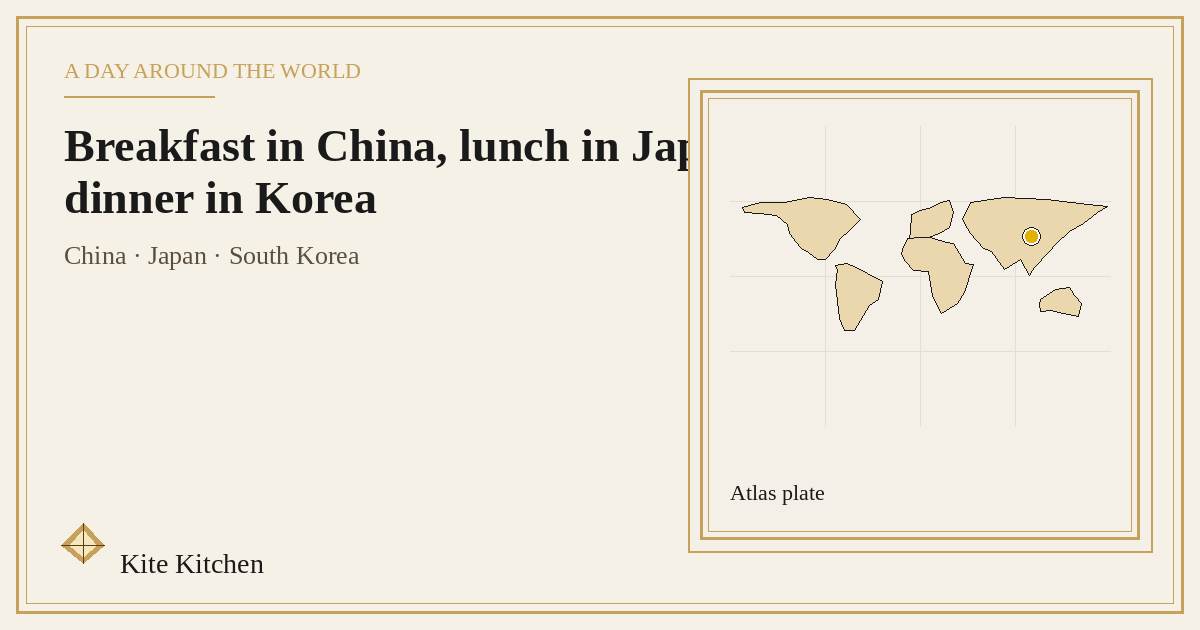 A DAY AROUND THE WORLD
Breakfast in China, lunch in
dinner in Korea
China · Japan · South Korea
Atlas plate
Kite Kitchen